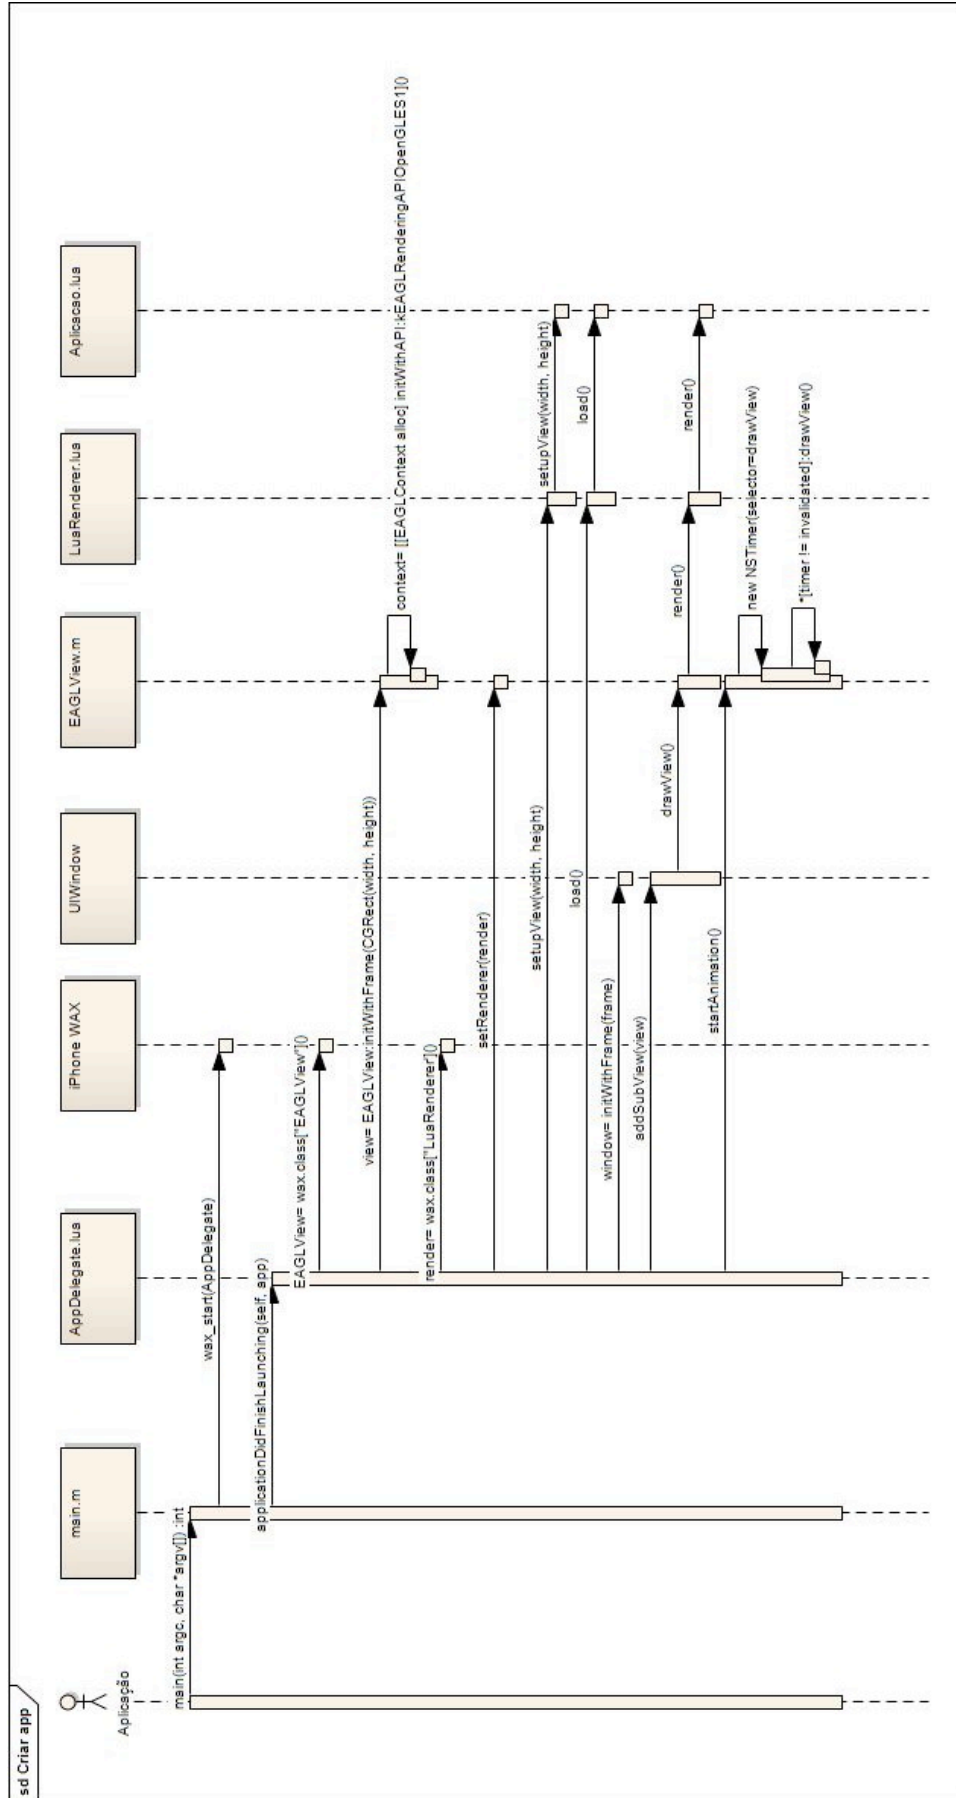 sd Criar app
Aplicação
main.m
AppDelegate.lua
iPhone WAX
UIWindow
EAGLView.m
LuaRenderer.lua
Aplicacao.lua
main(int argc, char *argv[]) :int
wax_start(AppDelegate)
applicationDidFinishLaunching(self, app)
EAGLView= wax.class["EAGLView"]()
view= EAGLView:initWithFrame(CGRect(width, height))
context= [[EAGLContext alloc] initWithAPI:kEAGLRenderingAPIOpenGLES1]()
render= wax.class["LuaRenderer']()
setRenderer(render)
setupView(width, height)
setupView(width, height)
load()
load()
window= initWithFrame(frame)
addSubView(view)
drawView()
render()
render()
startAnimation()
new NSTimer(selector=drawView)
*[timer != invalidated]:drawView()